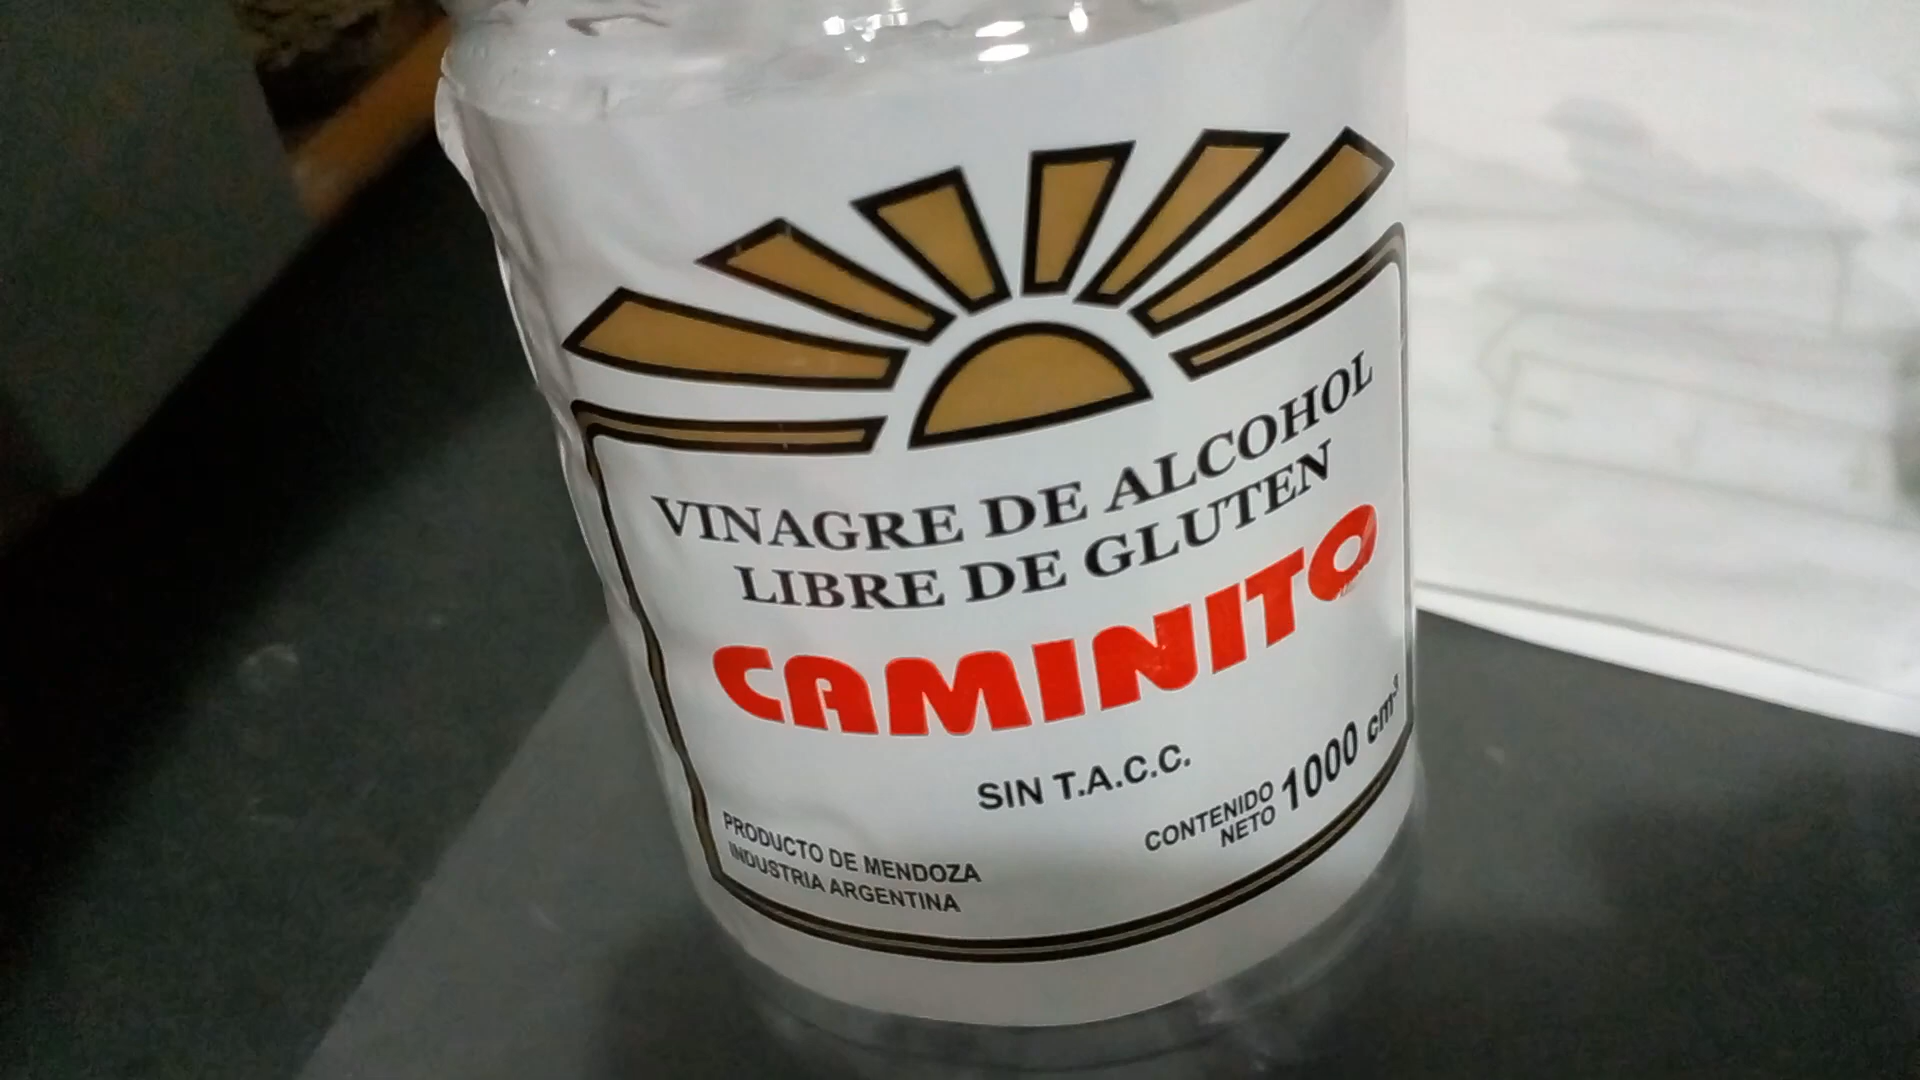 VINAGRE DE ALCOHOL
LIBRE DE GLUTEN
CAMINITO
SIN T.A.C.C.
PRODUCTO DE MENDOZA
INDUSTRIA ARGENTINA
CONTENIDO
NETO
1000 cm³